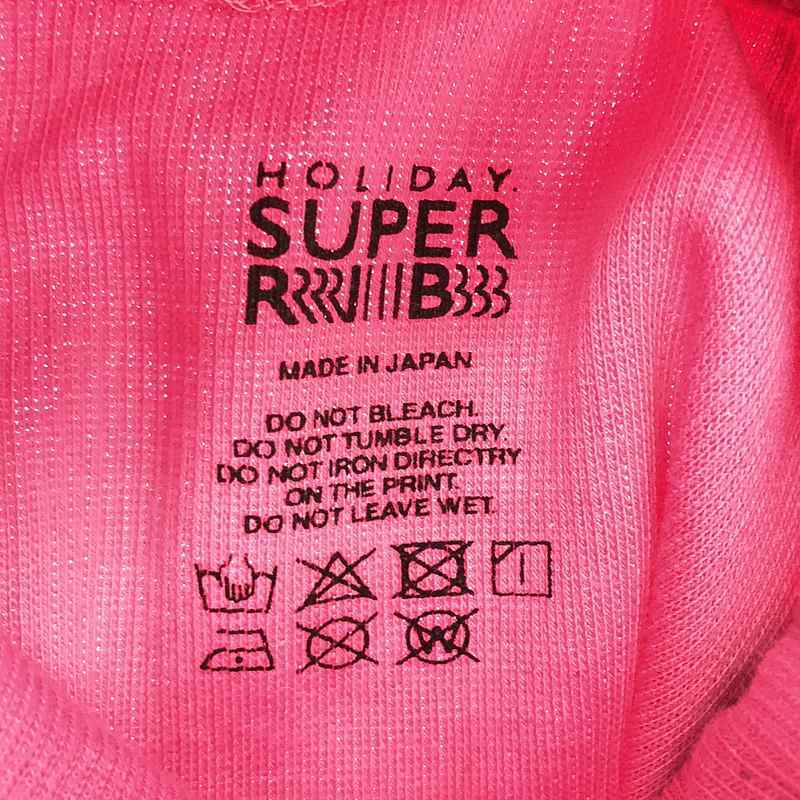 HOLIDAY.
SUPER
RIB
MADE IN JAPAN
DO NOT BLEACH.
DO NOT TUMBLE DRY.
DO NOT IRON DIRECTRY
ON THE PRINT.
DO NOT LEAVE WET.
W